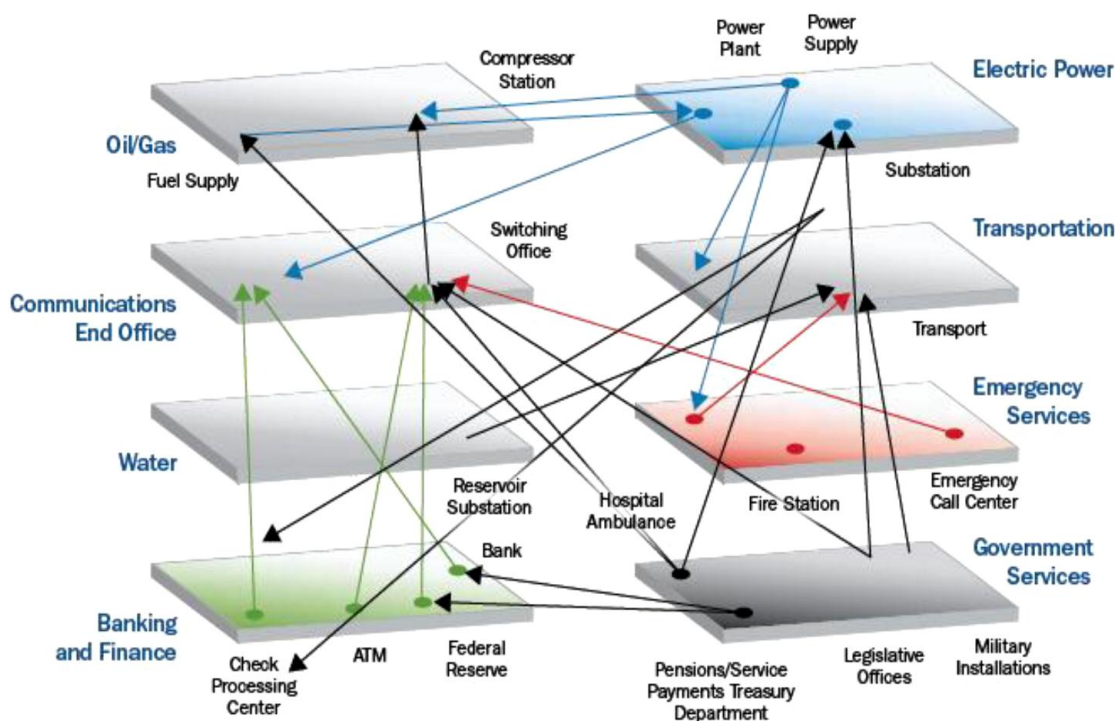 Power
Plant
Power
Supply
Compressor
Station
Electric Power
Oil/Gas
Fuel Supply
Substation
Switching
Office
Transportation
Communications
End Office
Transport
Emergency
Services
Water
Reservoir
Substation
Hospital
Ambulance
Fire Station
Emergency
Call Center
Bank
Government
Services
Banking
and Finance
Check
Processing
Center
ATM
Federal
Reserve
Pensions/Service
Payments Treasury
Department
Legislative
Offices
Military
Installations